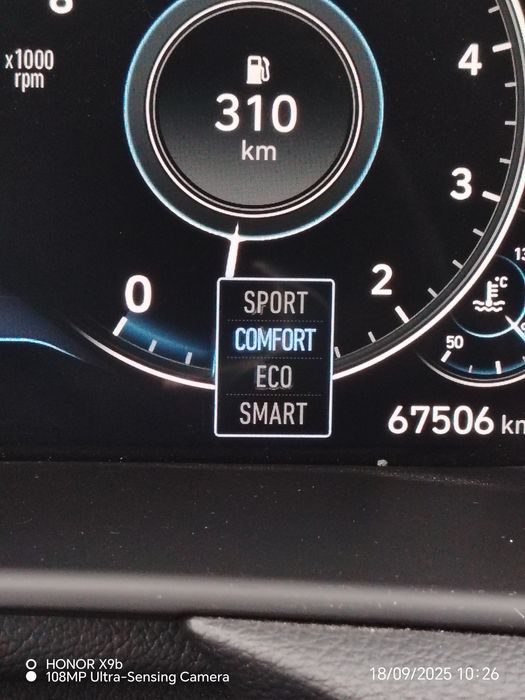 x1000
rpm
310
km
4
3
2
0
°C
50
SPORT
COMFORT
ECO
SMART
67506 km
HONOR X9b
108MP Ultra-Sensing Camera
18/09/2025 10:26